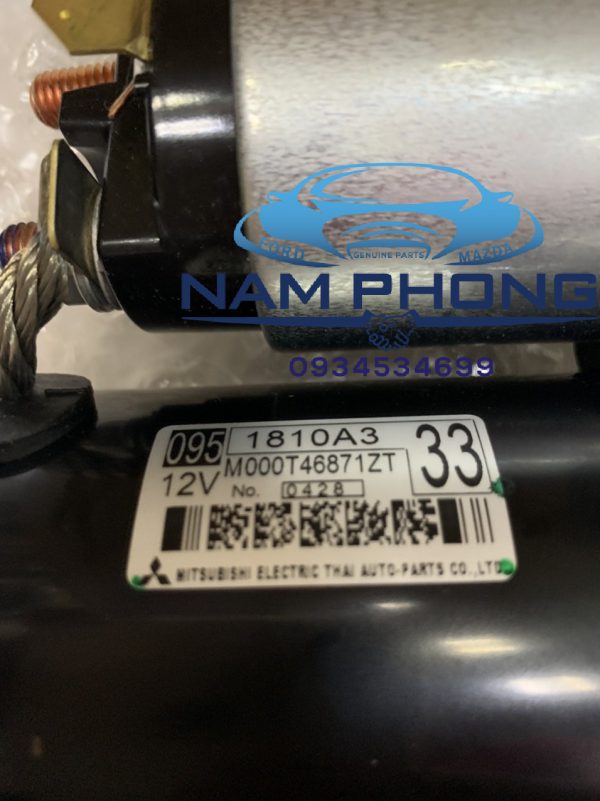 FORD
GENUINE PARTS
MAZDA
NAM PHONG
0934534699
095 1810A3
M000T46871ZT
33
12V
No. 0428
MITSUBISHI ELECTRIC THAI AUTO-PARTS CO., LTD